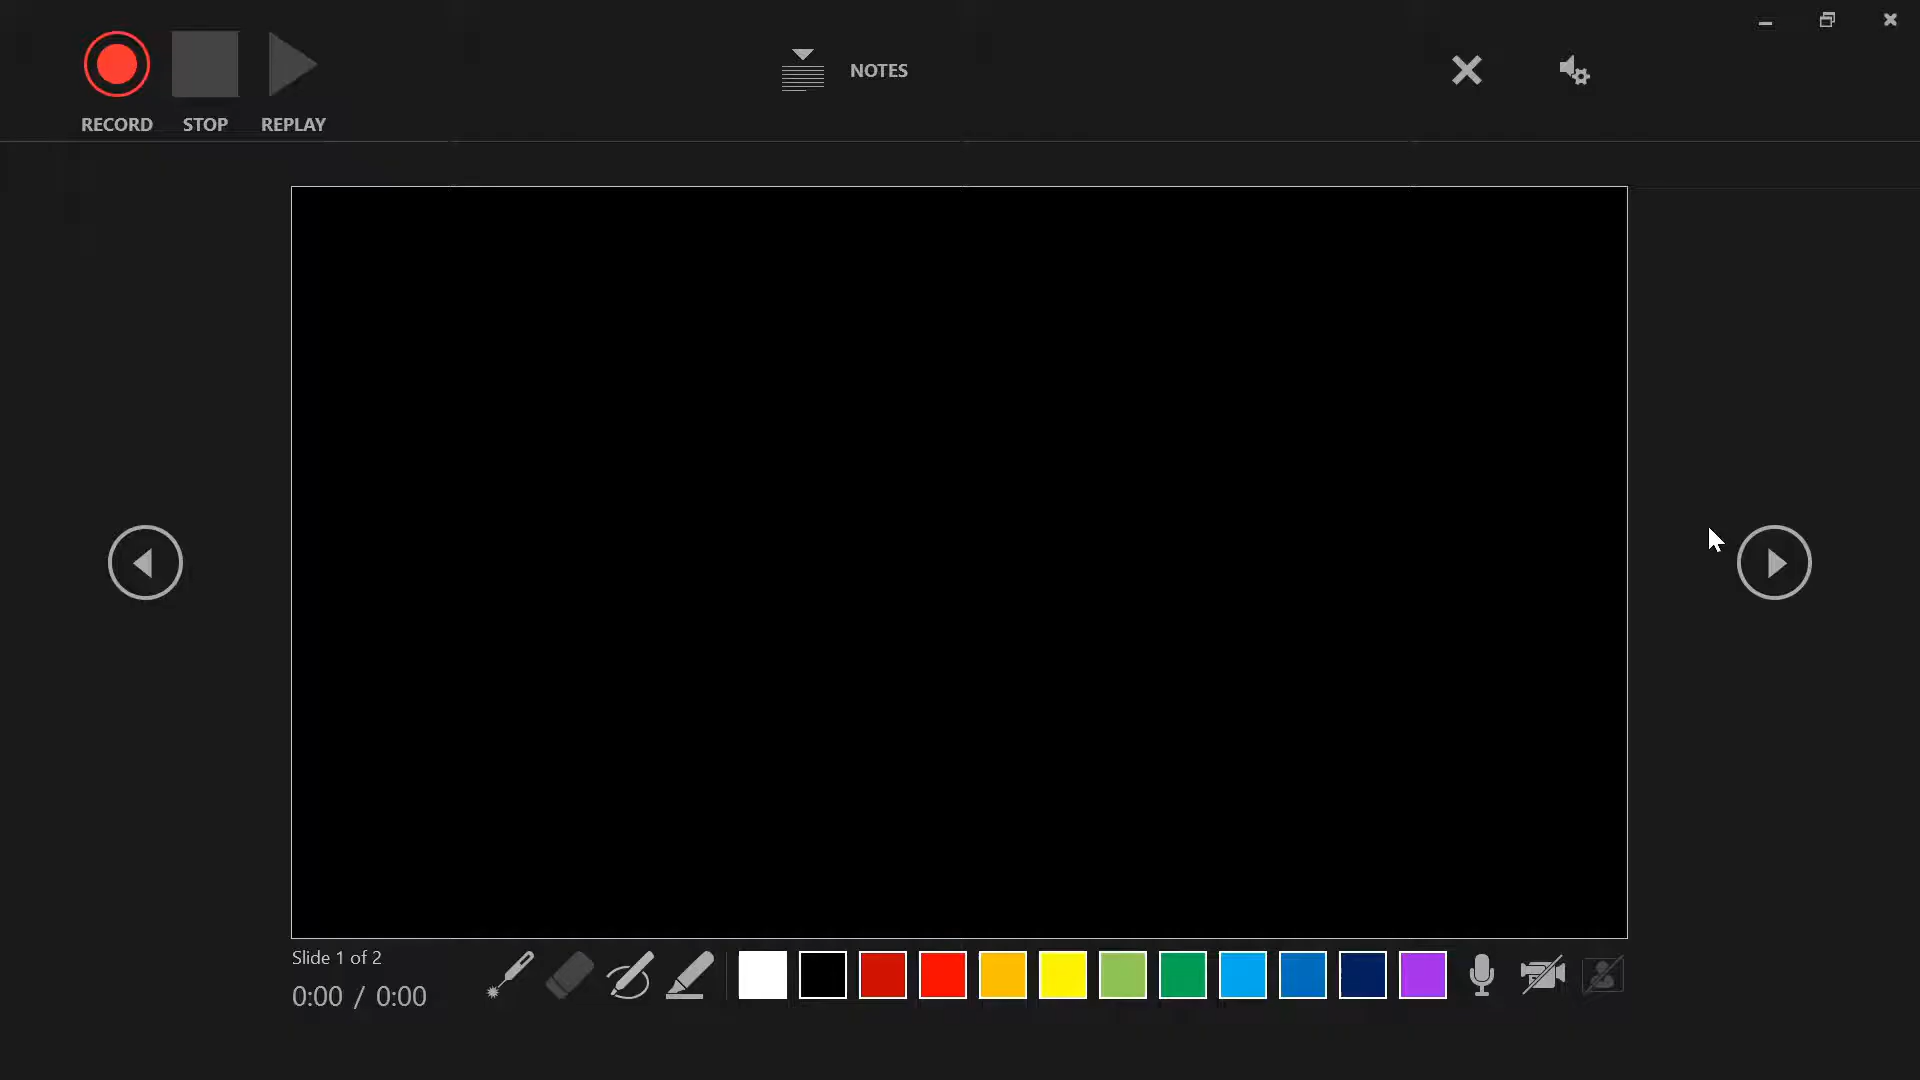 NOTES
RECORD
STOP
REPLAY
Slide 1 of 2
0:00 / 0:00